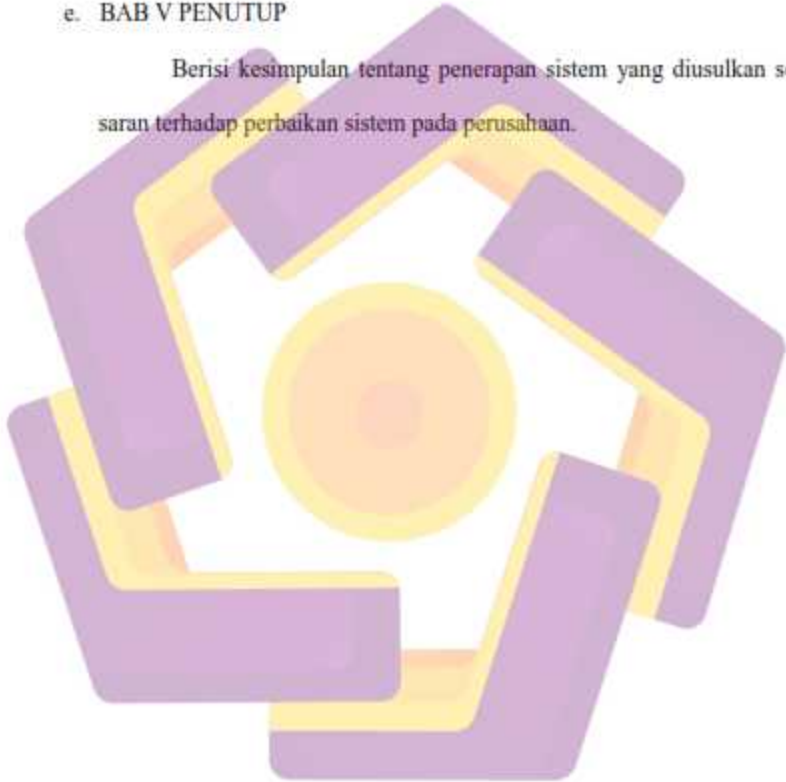 e. BAB V PENUTUP
Berisi kesimpulan tentang penerapan sistem yang diusulkan
saran terhadap perbaikan sistem pada perusahaan.